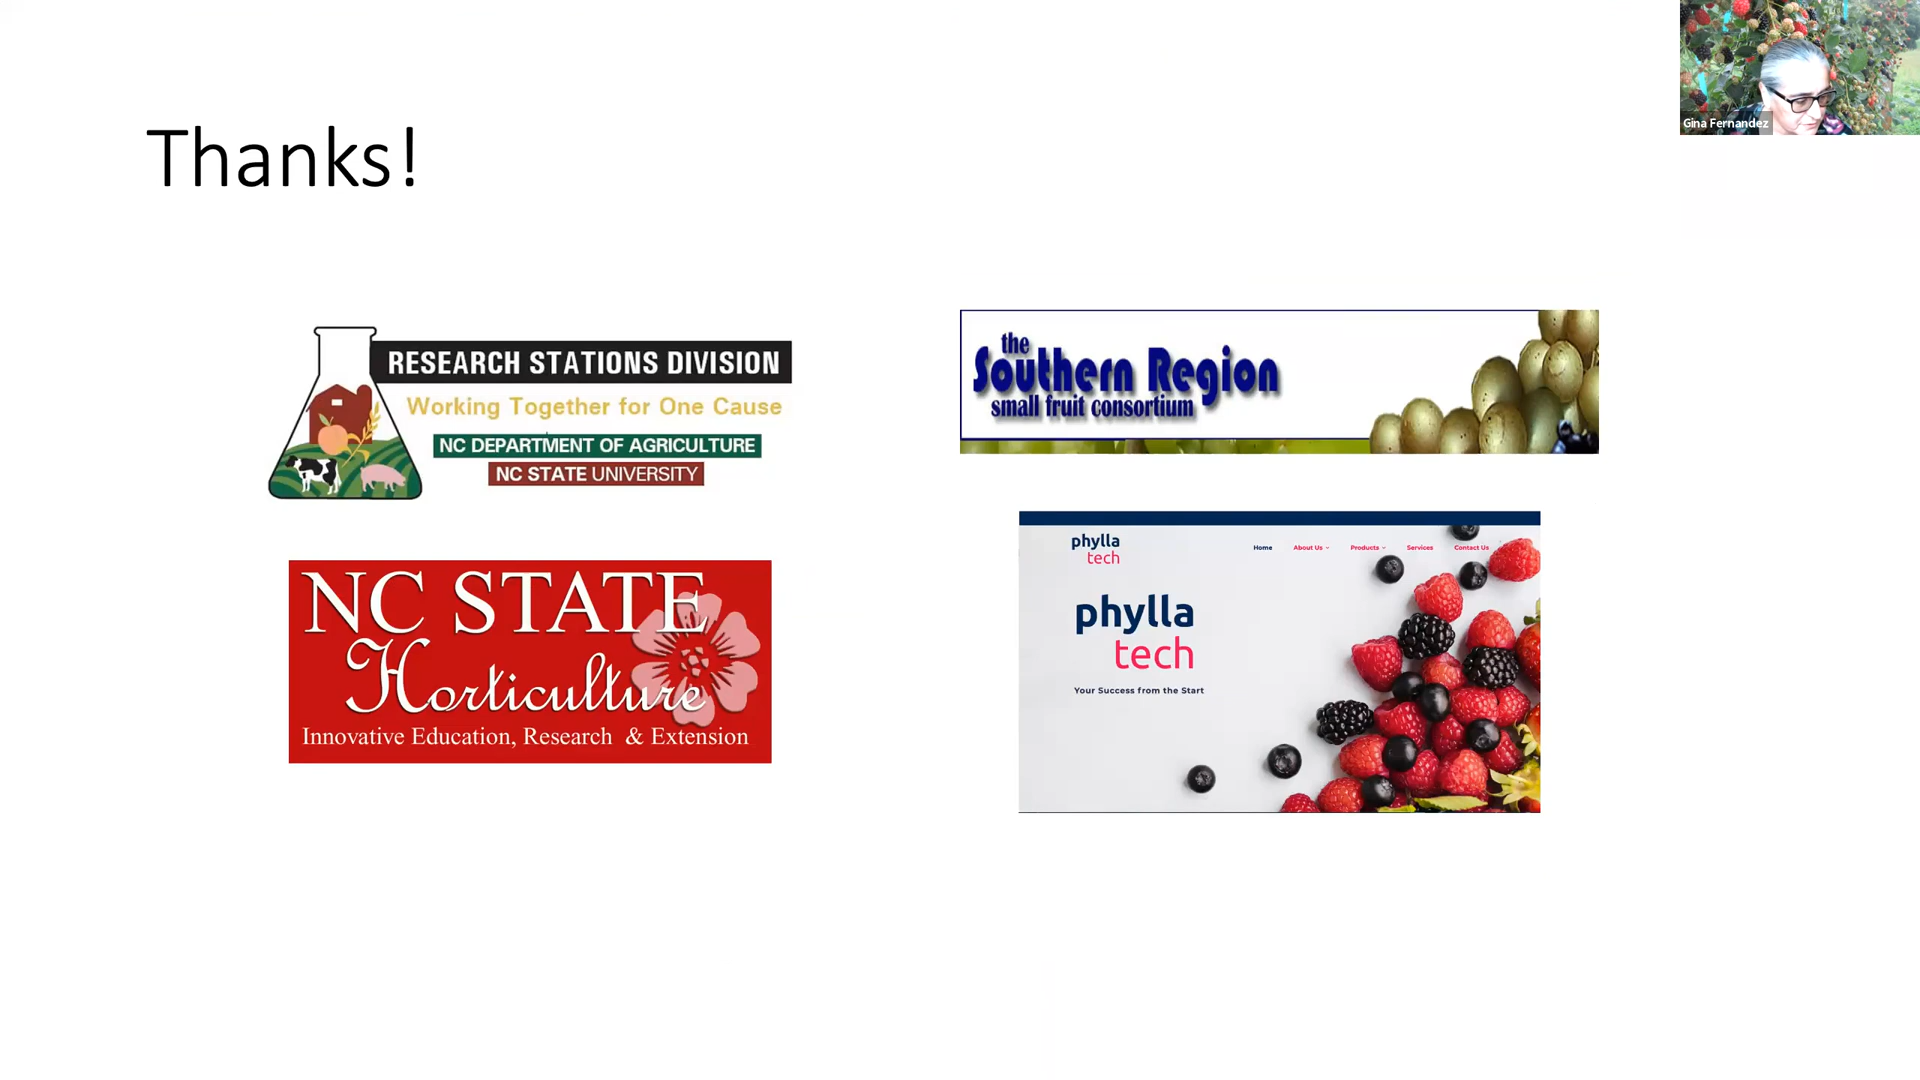 Gina Fernandez
Thanks!
RESEARCH STATIONS DIVISION
Working Together for One Cause
NC DEPARTMENT OF AGRICULTURE
NC STATE UNIVERSITY
the
Southern Region
small fruit consortium
NC STATE
Horticulture
Innovative Education, Research & Extension
phylla
tech
Home About Us Products Services Contact Us
phylla
tech
Your Success from the Start